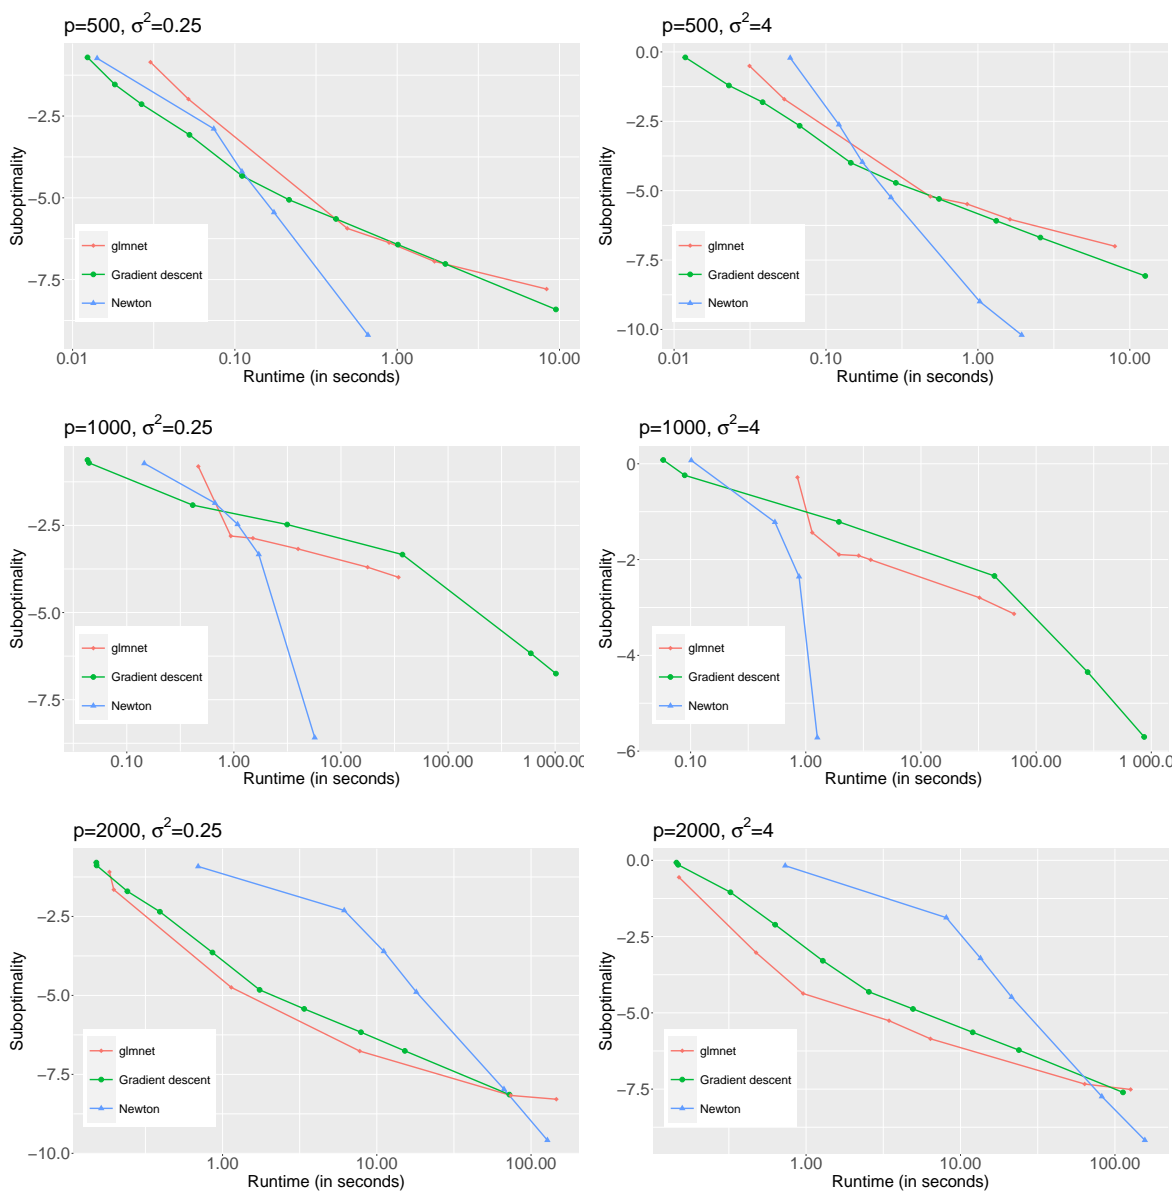 p=500, σ²=0.25
Suboptimality
−2.5
−5.0
−7.5
glmnet
Gradient descent
Newton
0.01 0.10 1.00 10.00
Runtime (in seconds)
p=500, σ²=4
Suboptimality
0.0
−2.5
−5.0
−7.5
−10.0
glmnet
Gradient descent
Newton
0.01 0.10 1.00 10.00
Runtime (in seconds)
p=1000, σ²=0.25
Suboptimality
−2.5
−5.0
−7.5
glmnet
Gradient descent
Newton
0.10 1.00 10.00 100.00 1 000.0
Runtime (in seconds)
p=1000, σ²=4
Suboptimality
0
−2
−4
−6
glmnet
Gradient descent
Newton
0.10 1.00 10.00 100.00 1 000.0
Runtime (in seconds)
p=2000, σ²=0.25
Suboptimality
−2.5
−5.0
−7.5
−10.0
glmnet
Gradient descent
Newton
1.00 10.00 100.00
Runtime (in seconds)
p=2000, σ²=4
Suboptimality
0.0
−2.5
−5.0
−7.5
glmnet
Gradient descent
Newton
1.00 10.00 100.00
Runtime (in seconds)